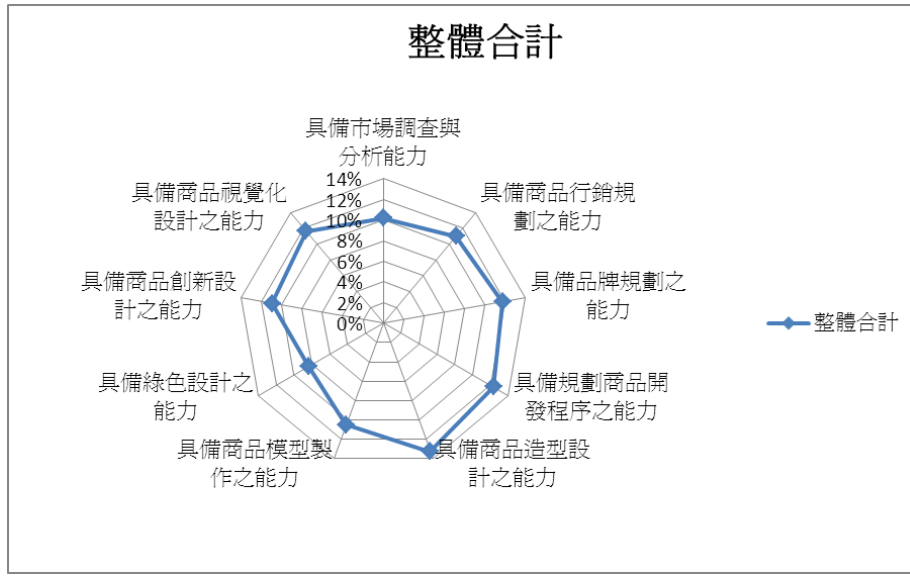 整體合計
具備市場調查與
分析能力
具備商品行銷規
劃之能力
具備品牌規劃之
能力
具備規劃商品開
發程序之能力
具備商品造型設
計之能力
具備商品模型製
作之能力
具備綠色設計之
能力
具備商品創新設
計之能力
具備商品視覺化
設計之能力
14%
12%
10%
8%
6%
4%
2%
0%
整體合計